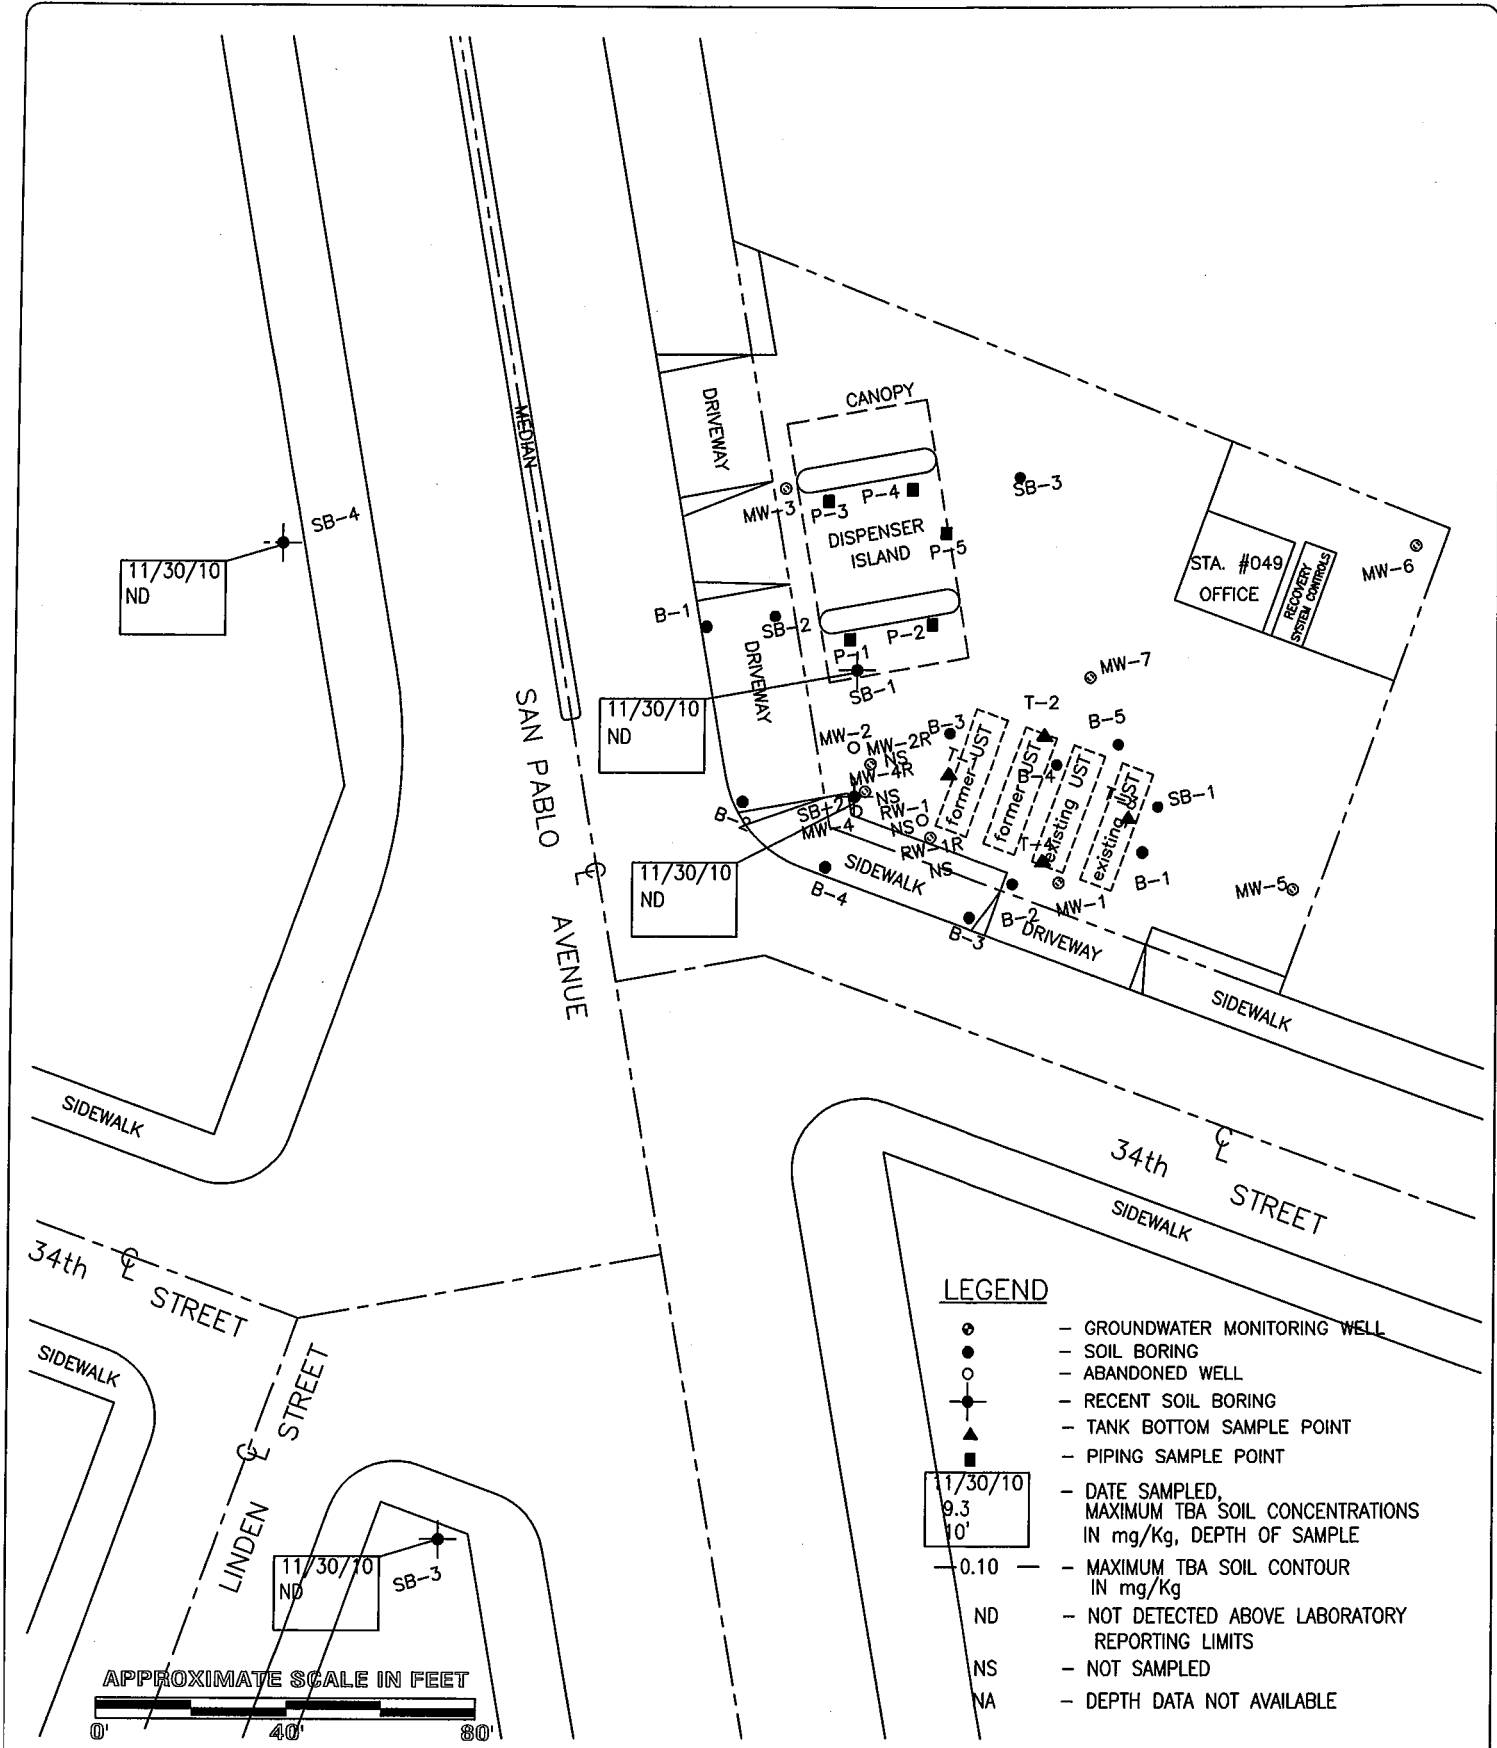 CANOPY
DRIVEWAY
MEDIAN
MW-3
P-3
P-4
SB-3
DISPENSER
ISLAND
P-5
SB-4
11/30/10
ND
STA. #049
OFFICE
RECOVERY
SYSTEM CONTROLS
MW-6
B-1
SB-2
P-1
P-2
DRIVEWAY
SB-1
MW-7
11/30/10
ND
T-2
B-5
MW-2
MW-2R
NS
B-3
former UST
former UST
existing UST
existing UST
B-4
MW-4R
NS
SB-2
MW-4
RW-1
NS
RW-1R
NS
T-4
SB-1
B-1
B-2
SAN PABLO
AVENUE
11/30/10
ND
SIDEWALK
B-4
B-3
B-2
MW-1
MW-5
DRIVEWAY
SIDEWALK
SIDEWALK
34th
STREET
SIDEWALK
34th
STREET
SIDEWALK
LINDEN
STREET
11/30/10
ND
SB-3
APPROXIMATE SCALE IN FEET
0'
40'
80'
LEGEND
- GROUNDWATER MONITORING WELL
- SOIL BORING
- ABANDONED WELL
- RECENT SOIL BORING
- TANK BOTTOM SAMPLE POINT
- PIPING SAMPLE POINT
11/30/10
9.3
10'
- DATE SAMPLED,
MAXIMUM TBA SOIL CONCENTRATIONS
IN mg/Kg, DEPTH OF SAMPLE
0.10 - MAXIMUM TBA SOIL CONTOUR
IN mg/Kg
ND - NOT DETECTED ABOVE LABORATORY
REPORTING LIMITS
NS - NOT SAMPLED
NA - DEPTH DATA NOT AVAILABLE